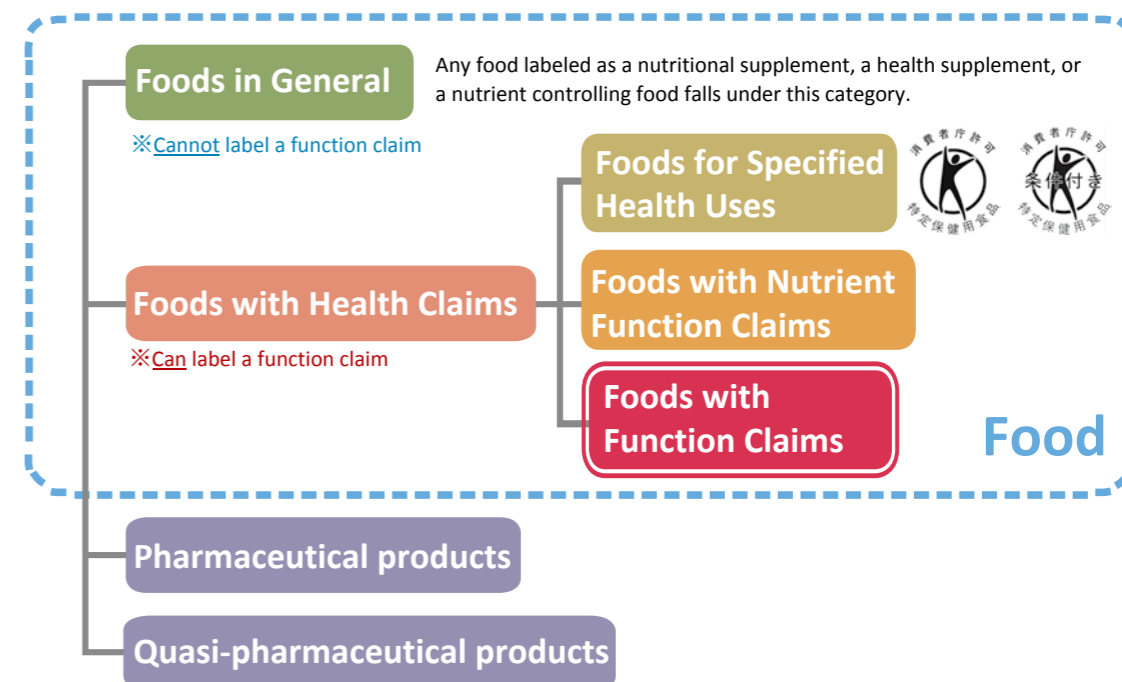 Foods in General
Any food labeled as a nutritional supplement, a health supplement, or
a nutrient controlling food falls under this category.
※Cannot label a function claim
Foods for Specified
Health Uses
消費者庁許可
特定保健用食品
消費者庁許可
条件付き
特定保健用食品
Foods with Health Claims
※Can label a function claim
Foods with Nutrient
Function Claims
Foods with
Function Claims
Food
Pharmaceutical products
Quasi-pharmaceutical products